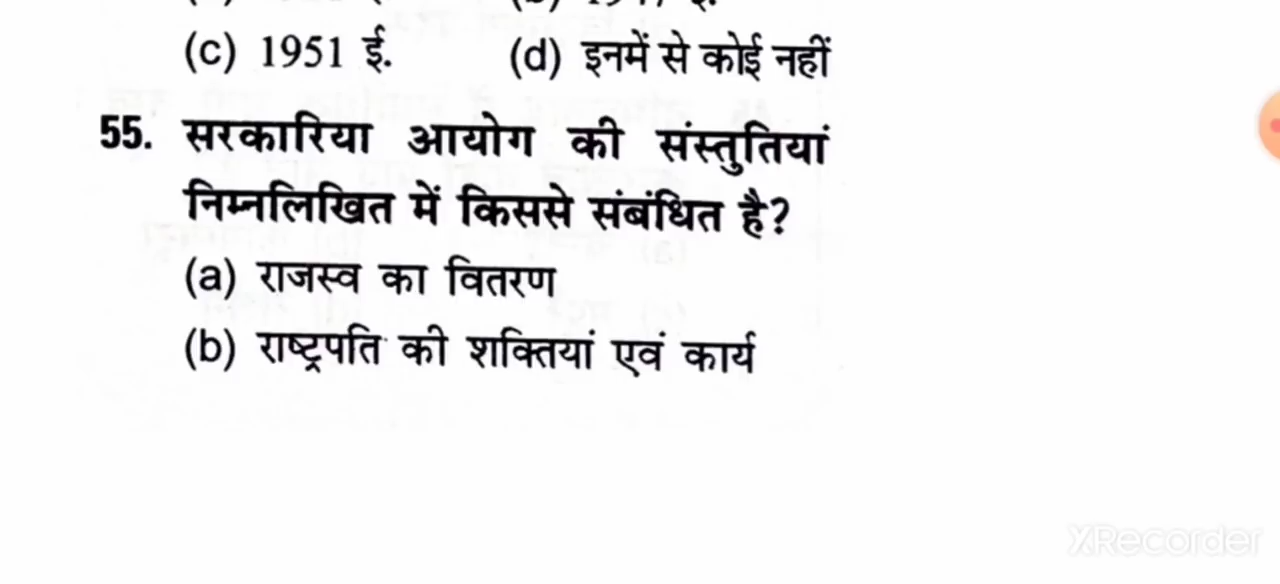 (c) 1951 ई. (d) इनमें से कोई नहीं
55. सरकारिया आयोग की संस्तुतियां
निम्नलिखित में किससे संबंधित है?
(a) राजस्व का वितरण
(b) राष्ट्रपति की शक्तियां एवं कार्य
XRecorder